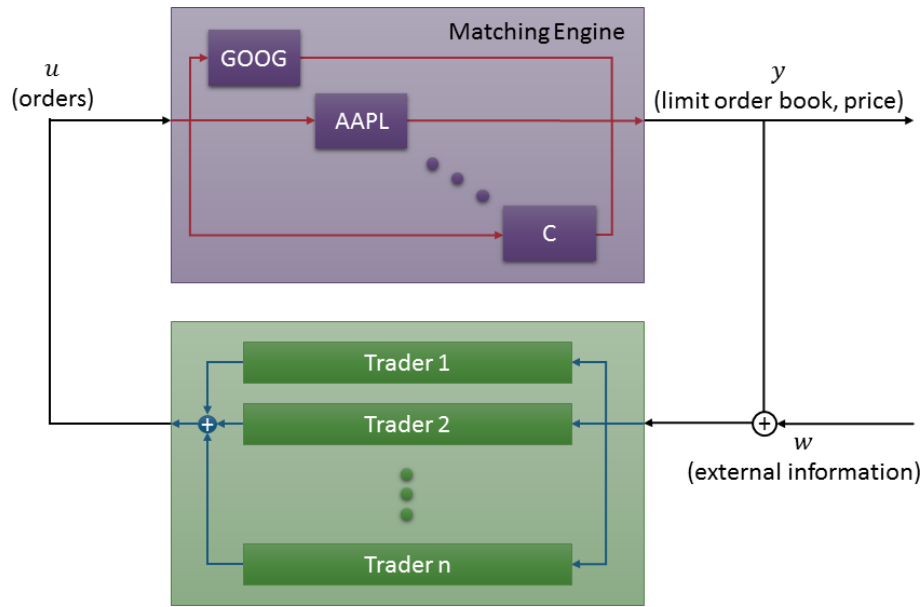 Matching Engine
GOOG
u
(orders)
y
(limit order book, price)
AAPL
C
Trader 1
Trader 2
+
+
w
(external information)
Trader n